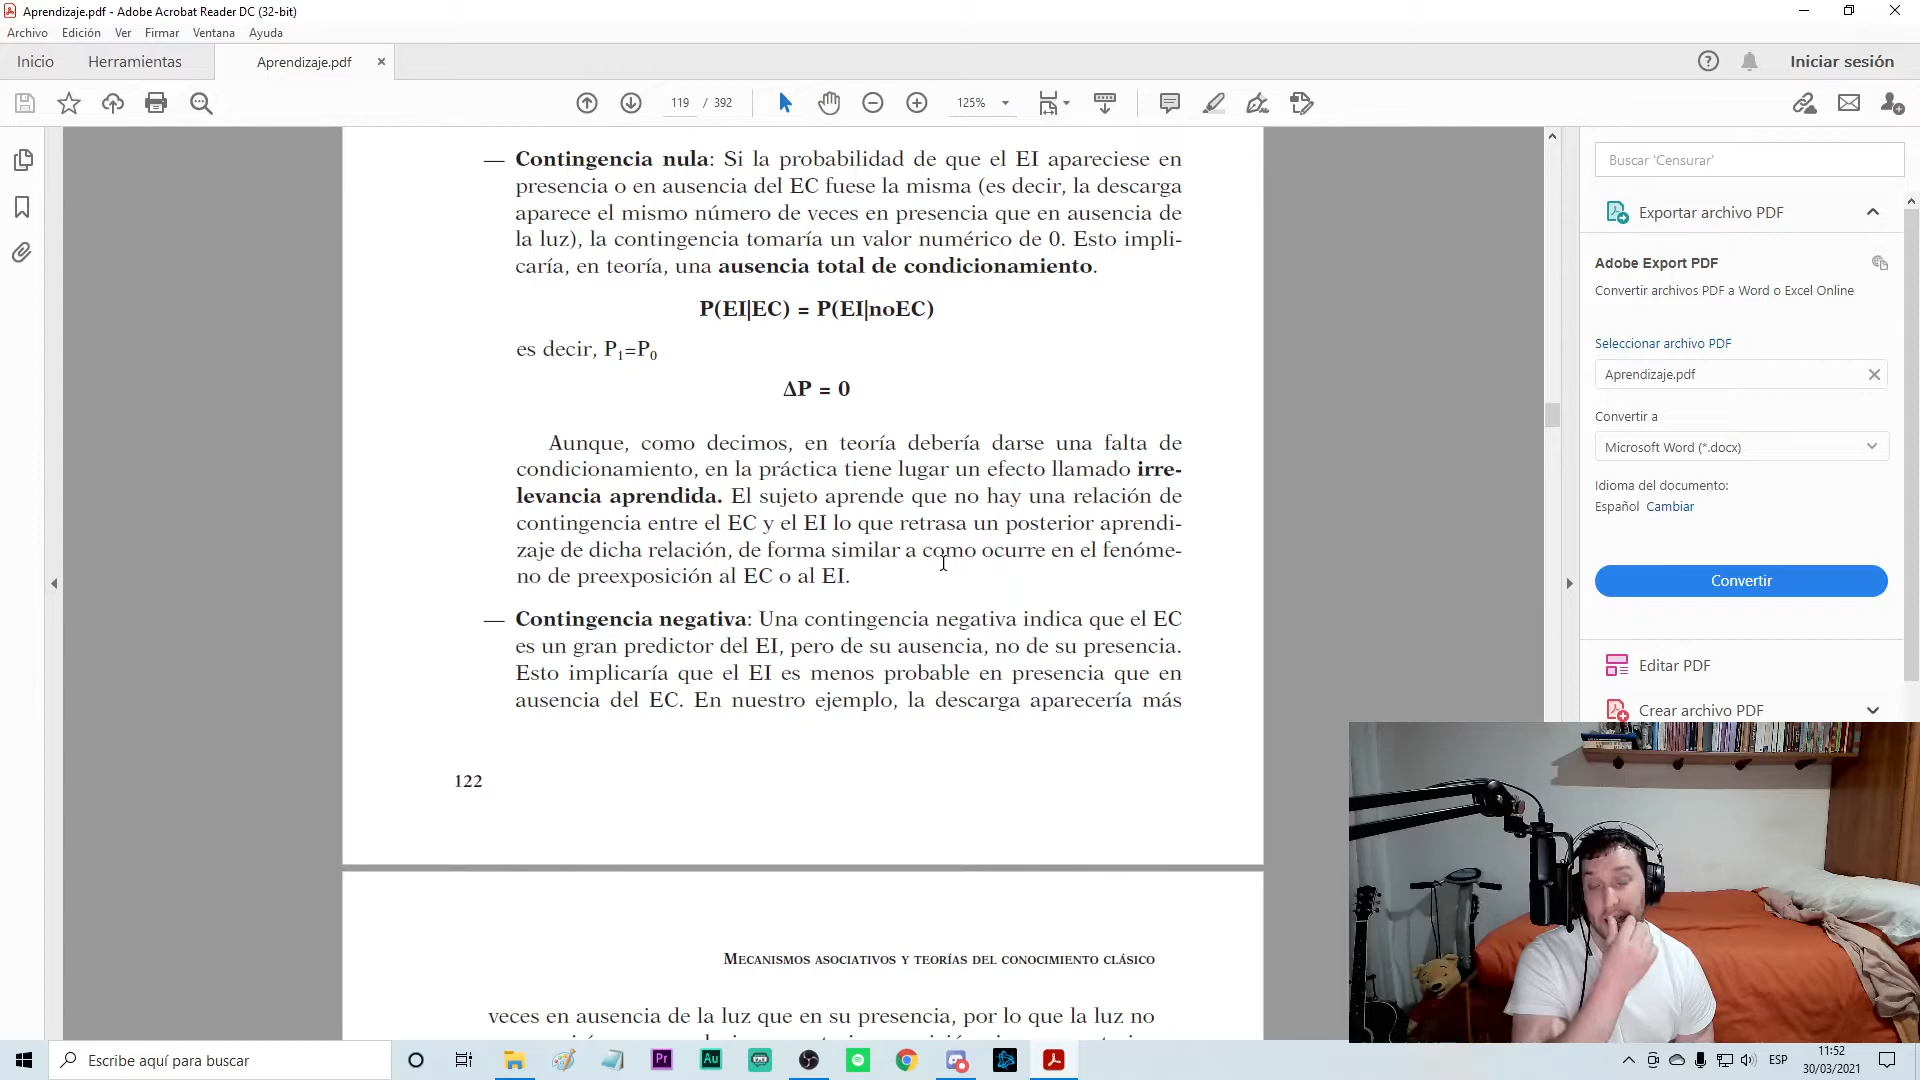 Aprendizaje.pdf - Adobe Acrobat Reader DC (32-bit)
Archivo Edición Ver Firmar Ventana Ayuda
Inicio Herramientas Aprendizaje.pdf × Iniciar sesión
119 / 392 125%
— Contingencia nula: Si la probabilidad de que el EI apareciese en
presencia o en ausencia del EC fuese la misma (es decir, la descarga
aparece el mismo número de veces en presencia que en ausencia de
la luz), la contingencia tomaría un valor numérico de 0. Esto impli-
caría, en teoría, una ausencia total de condicionamiento.
P(EI|EC) = P(EI|noEC)
es decir, P₁=P₀
ΔP = 0
Aunque, como decimos, en teoría debería darse una falta de
condicionamiento, en la práctica tiene lugar un efecto llamado irre-
levancia aprendida. El sujeto aprende que no hay una relación de
contingencia entre el EC y el EI lo que retrasa un posterior aprendi-
zaje de dicha relación, de forma similar a como ocurre en el fenóme-
no de preexposición al EC o al EI.
— Contingencia negativa: Una contingencia negativa indica que el EC
es un gran predictor del EI, pero de su ausencia, no de su presencia.
Esto implicaría que el EI es menos probable en presencia que en
ausencia del EC. En nuestro ejemplo, la descarga aparecería más
122
Mecanismos asociativos y teorías del conocimiento clásico
veces en ausencia de la luz que en su presencia, por lo que la luz no
Buscar 'Censurar'
Exportar archivo PDF
Adobe Export PDF
Convertir archivos PDF a Word o Excel Online
Seleccionar archivo PDF
Aprendizaje.pdf
Convertir a
Microsoft Word (*.docx)
Idioma del documento:
Español Cambiar
Convertir
Editar PDF
Crear archivo PDF
Escribe aquí para buscar
Pr
Au
ESP
11:52
30/03/2021